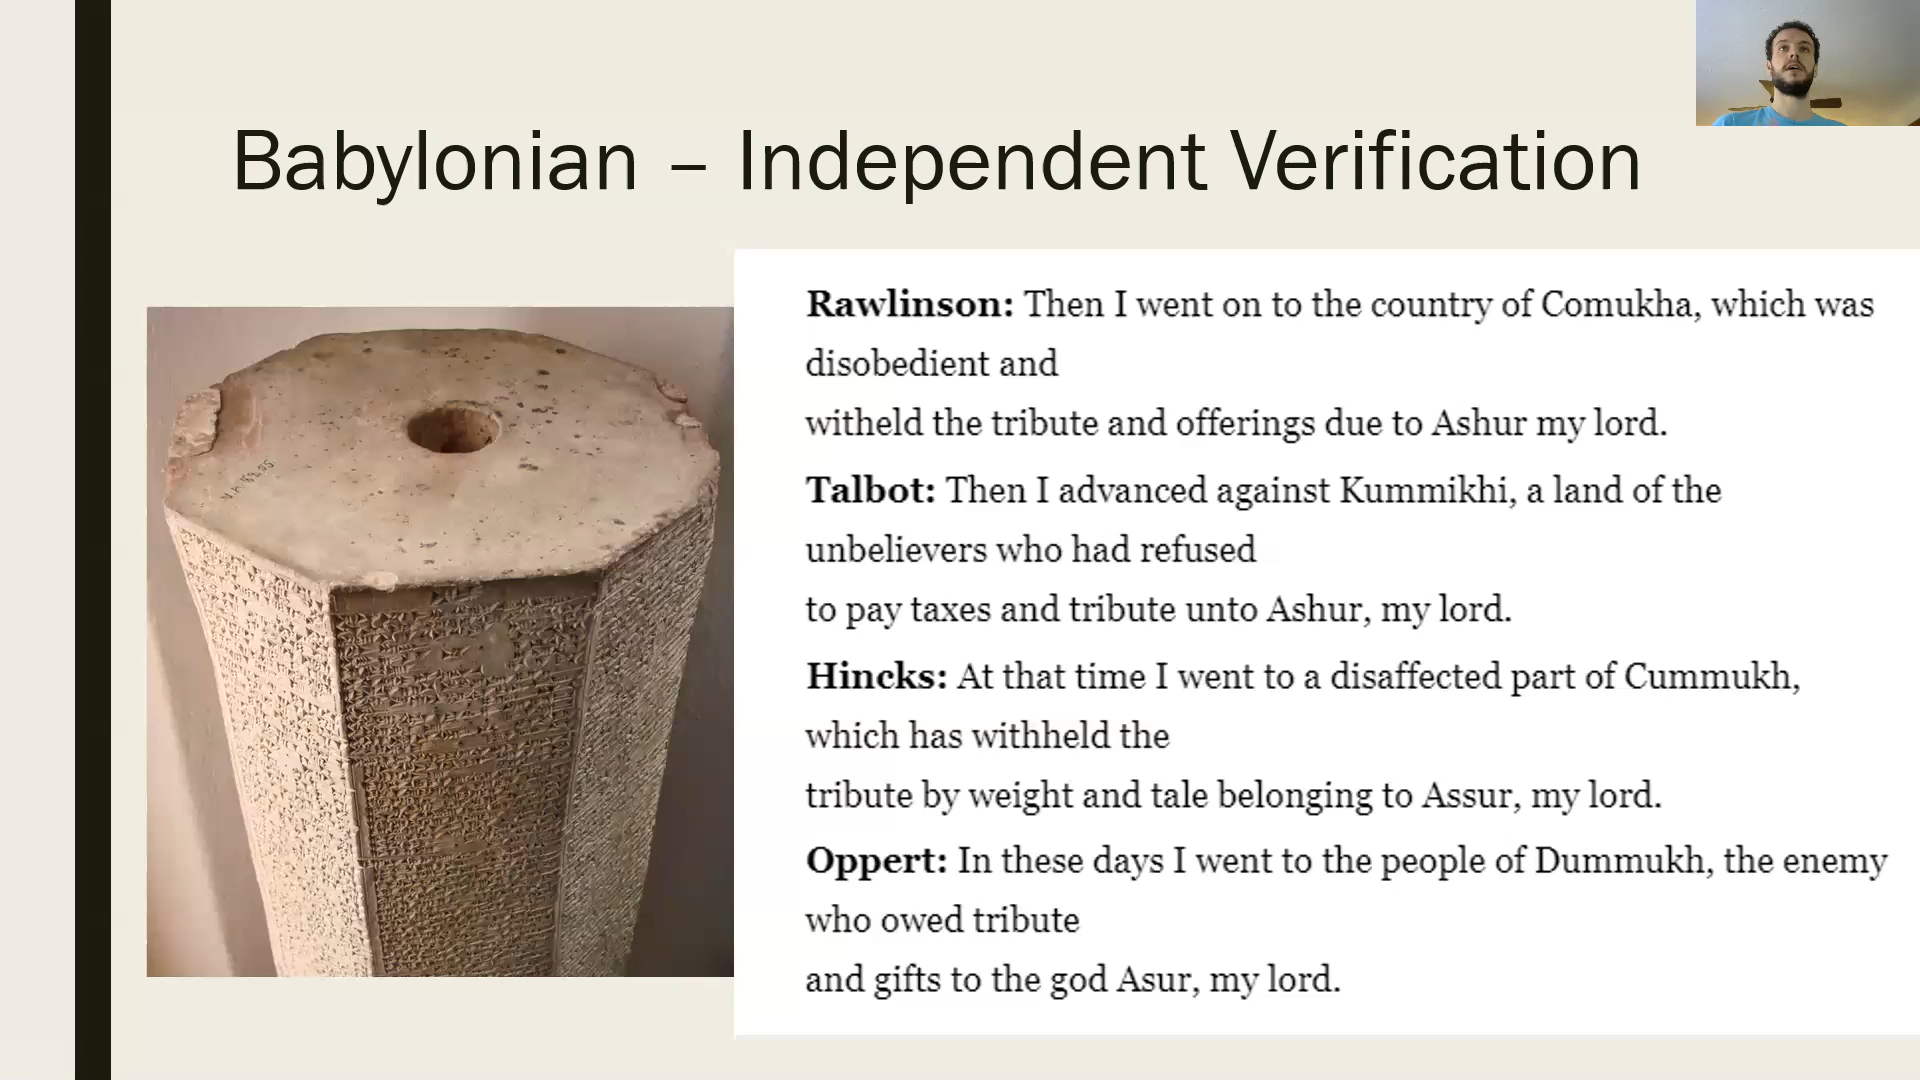 Babylonian – Independent Verification
Rawlinson: Then I went on to the country of Comukha, which was
disobedient and
witheld the tribute and offerings due to Ashur my lord.
Talbot: Then I advanced against Kummikhi, a land of the
unbelievers who had refused
to pay taxes and tribute unto Ashur, my lord.
Hincks: At that time I went to a disaffected part of Cummukh,
which has withheld the
tribute by weight and tale belonging to Assur, my lord.
Oppert: In these days I went to the people of Dummukh, the enemy
who owed tribute
and gifts to the god Asur, my lord.